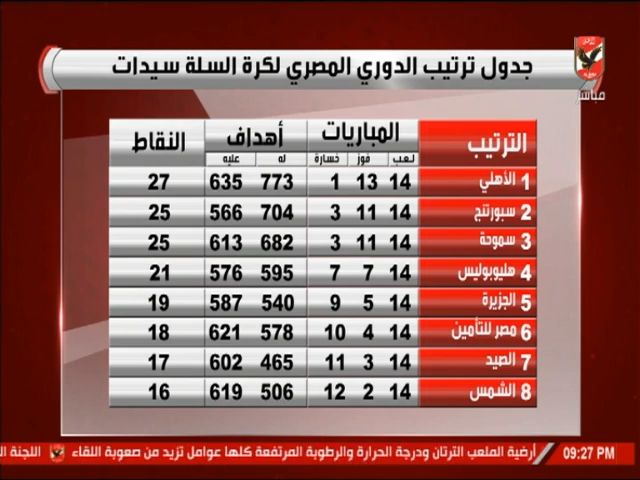 جدول ترتيب الدوري المصري لكرة السلة سيدات
مباشر
الترتيب المباريات أهداف النقاط
لعب فوز خسارة له عليه
1 الأهلي 14 13 1 773 635 27
2 سبورتنج 14 11 3 704 566 25
3 سموحة 14 11 3 682 613 25
4 هليوبوليس 14 7 7 595 576 21
5 الجزيرة 14 5 9 540 587 19
6 مصر للتأمين 14 4 10 578 621 18
7 الصيد 14 3 11 465 602 17
8 الشمس 14 2 12 506 619 16
09:27 PM أرضية الملعب الترتان ودرجة الحرارة والرطوبة المرتفعة كلها عوامل تزيد من صعوبة اللقاء اللجنة